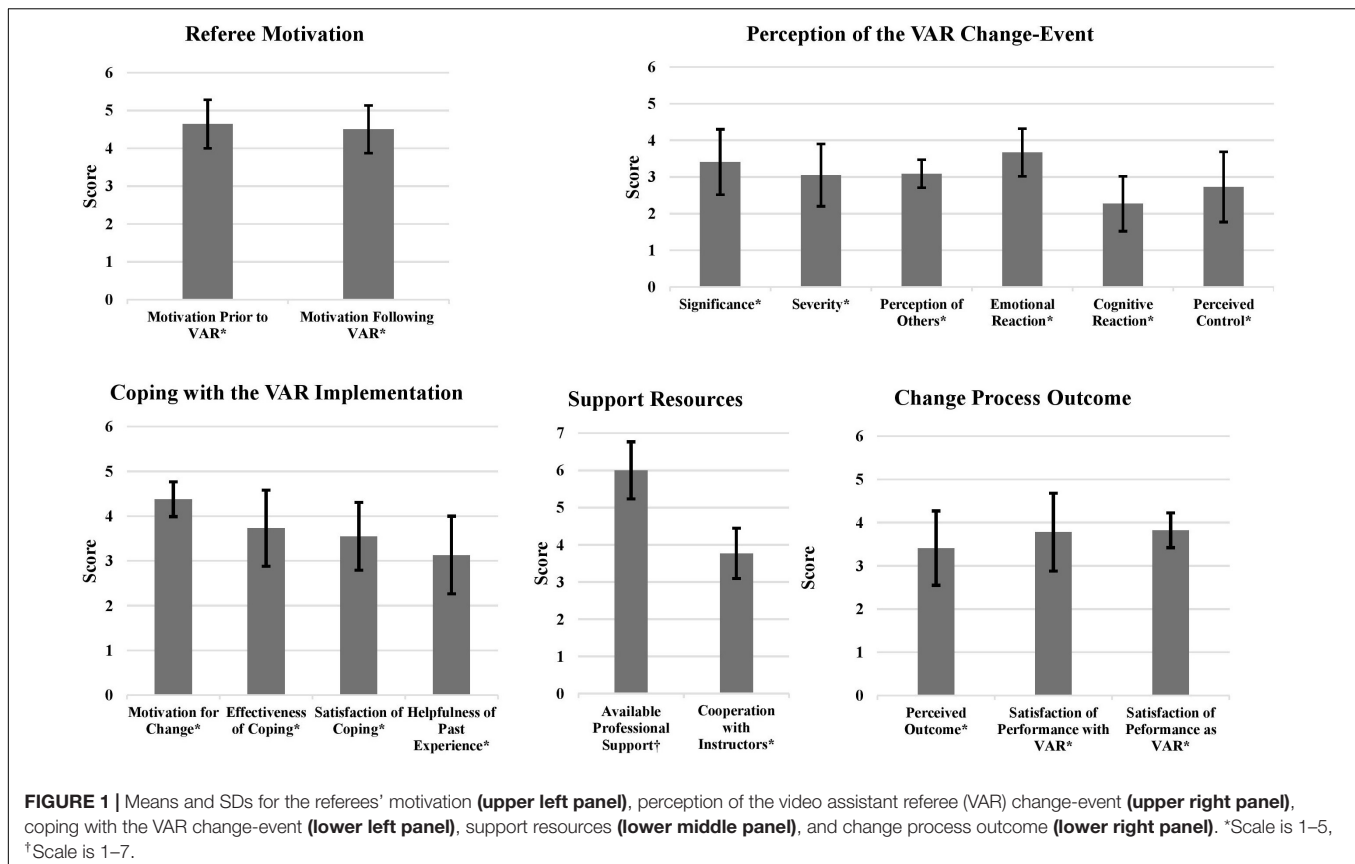 Referee Motivation
6
5
4
3
2
1
0
Score
Motivation Prior to
VAR*
Motivation Following
VAR*
Perception of the VAR Change-Event
6
5
4
3
2
1
0
Score
Significance*
Severity*
Perception of
Others*
Emotional
Reaction*
Cognitive
Reaction*
Perceived
Control*
Coping with the VAR Implementation
6
5
4
3
2
1
0
Score
Motivation for
Change*
Effectiveness
of Coping*
Satisfaction of
Coping*
Helpfulness of
Past
Experience*
Support Resources
7
6
5
4
3
2
1
0
Score
Available
Professional
Support†
Cooperation
with
Instructors*
Change Process Outcome
6
5
4
3
2
1
0
Score
Perceived
Outcome*
Satisfaction of
Performance with
VAR*
Satisfaction of
Peformance as
VAR*
FIGURE 1 | Means and SDs for the referees’ motivation (upper left panel), perception of the video assistant referee (VAR) change-event (upper right panel),
coping with the VAR change-event (lower left panel), support resources (lower middle panel), and change process outcome (lower right panel). *Scale is 1–5,
†Scale is 1–7.